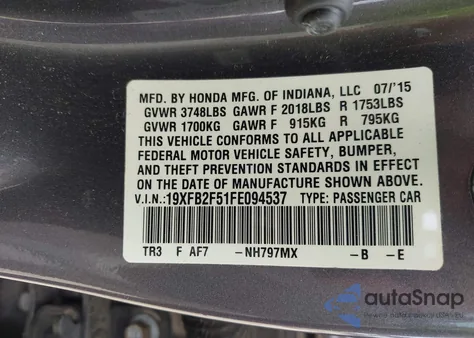 MFD. BY HONDA MFG. OF INDIANA, LLC 07/'15
GVWR 3748LBS GAWR F 2018LBS R 1753LBS
GVWR 1700KG GAWR F 915KG R 795KG
THIS VEHICLE CONFORMS TO ALL APPLICABLE
FEDERAL MOTOR VEHICLE SAFETY, BUMPER,
AND THEFT PREVENTION STANDARDS IN EFFECT
ON THE DATE OF MANUFACTURE SHOWN ABOVE.
V.I.N.: 19XFB2F51FE094537 TYPE: PASSENGER CAR
TR3 F AF7 -NH797MX -B -E
autoSnap